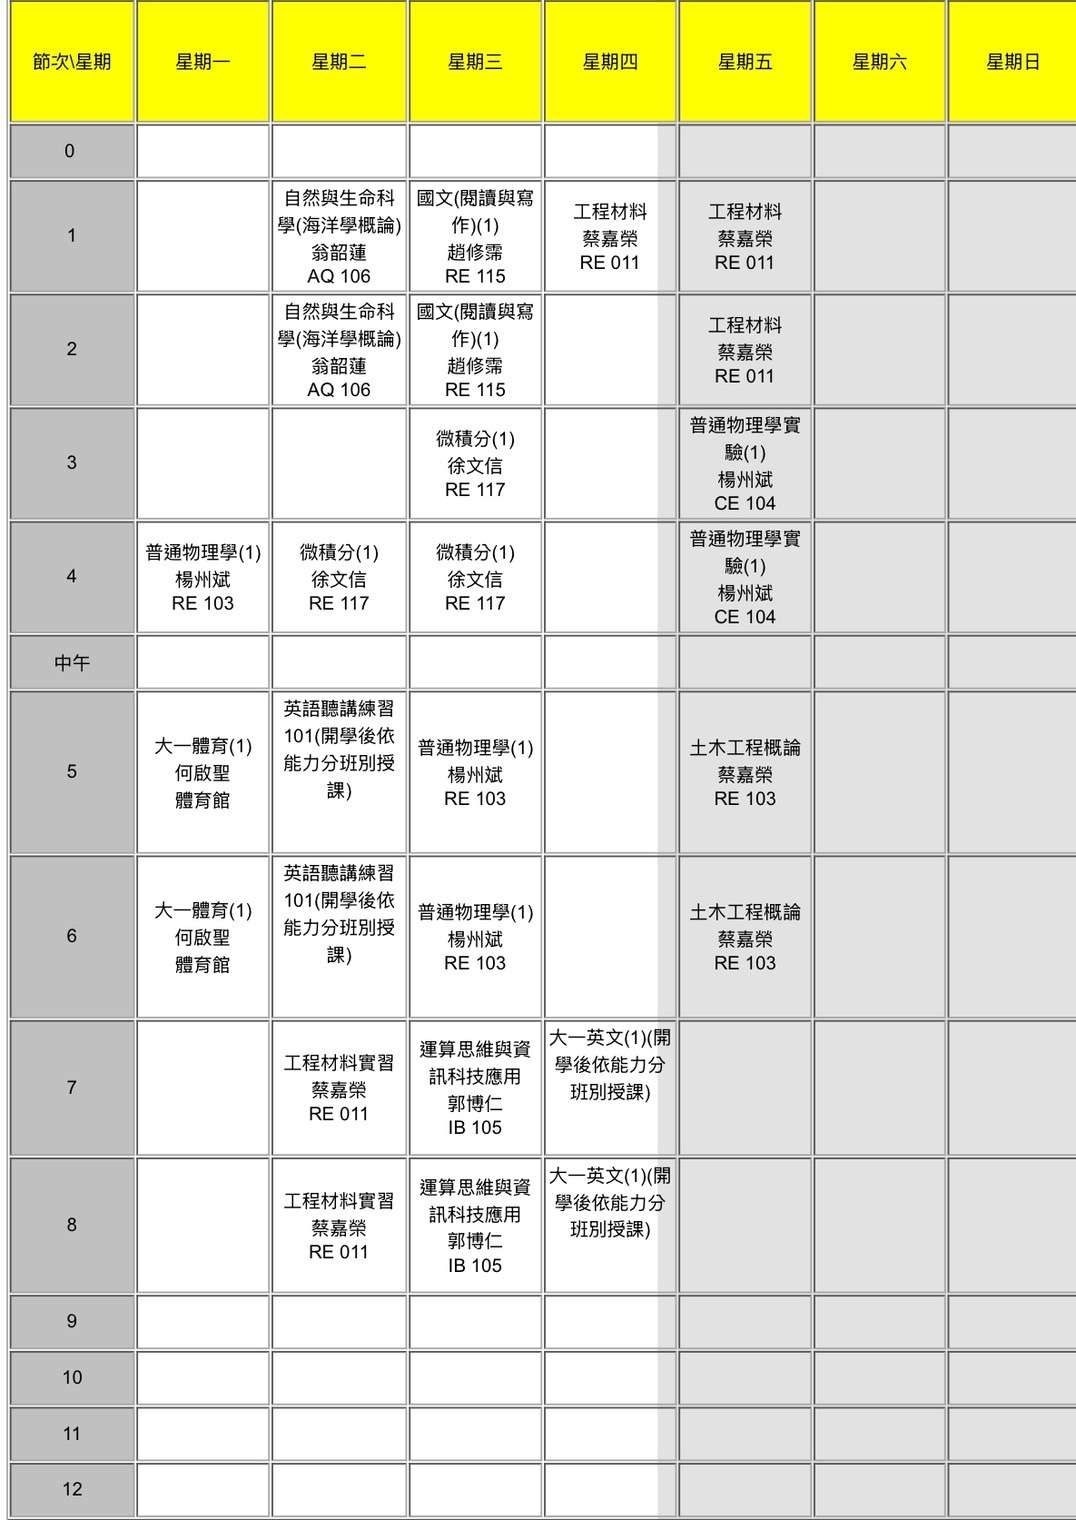 節次\星期 星期一 星期二 星期三 星期四 星期五 星期六 星期日
0
1
自然與生命科
學(海洋學概論)
翁韶蓮
AQ 106
國文(閱讀與寫
作)(1)
趙修霈
RE 115
工程材料
蔡嘉榮
RE 011
工程材料
蔡嘉榮
RE 011
2
自然與生命科
學(海洋學概論)
翁韶蓮
AQ 106
國文(閱讀與寫
作)(1)
趙修霈
RE 115
工程材料
蔡嘉榮
RE 011
3
微積分(1)
徐文信
RE 117
普通物理學實
驗(1)
楊州斌
CE 104
4
普通物理學(1)
楊州斌
RE 103
微積分(1)
徐文信
RE 117
微積分(1)
徐文信
RE 117
普通物理學實
驗(1)
楊州斌
CE 104
中午
5
大一體育(1)
何啟聖
體育館
英語聽講練習
101(開學後依
能力分班別授
課)
普通物理學(1)
楊州斌
RE 103
土木工程概論
蔡嘉榮
RE 103
6
大一體育(1)
何啟聖
體育館
英語聽講練習
101(開學後依
能力分班別授
課)
普通物理學(1)
楊州斌
RE 103
土木工程概論
蔡嘉榮
RE 103
7
工程材料實習
蔡嘉榮
RE 011
運算思維與資
訊科技應用
郭博仁
IB 105
大一英文(1)(開
學後依能力分
班別授課)
8
工程材料實習
蔡嘉榮
RE 011
運算思維與資
訊科技應用
郭博仁
IB 105
大一英文(1)(開
學後依能力分
班別授課)
9
10
11
12